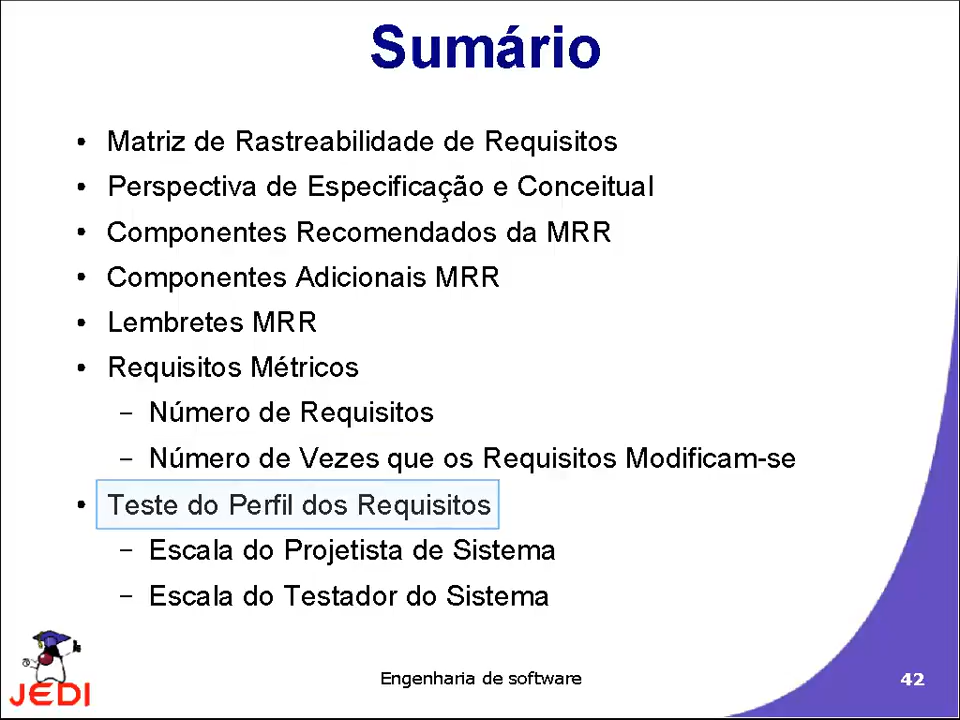 Sumário
• Matriz de Rastreabilidade de Requisitos
• Perspectiva de Especificação e Conceitual
• Componentes Recomendados da MRR
• Componentes Adicionais MRR
• Lembretes MRR
• Requisitos Métricos
– Número de Requisitos
– Número de Vezes que os Requisitos Modificam-se
• Teste do Perfil dos Requisitos
– Escala do Projetista de Sistema
– Escala do Testador do Sistema
JEDI
Engenharia de software
42